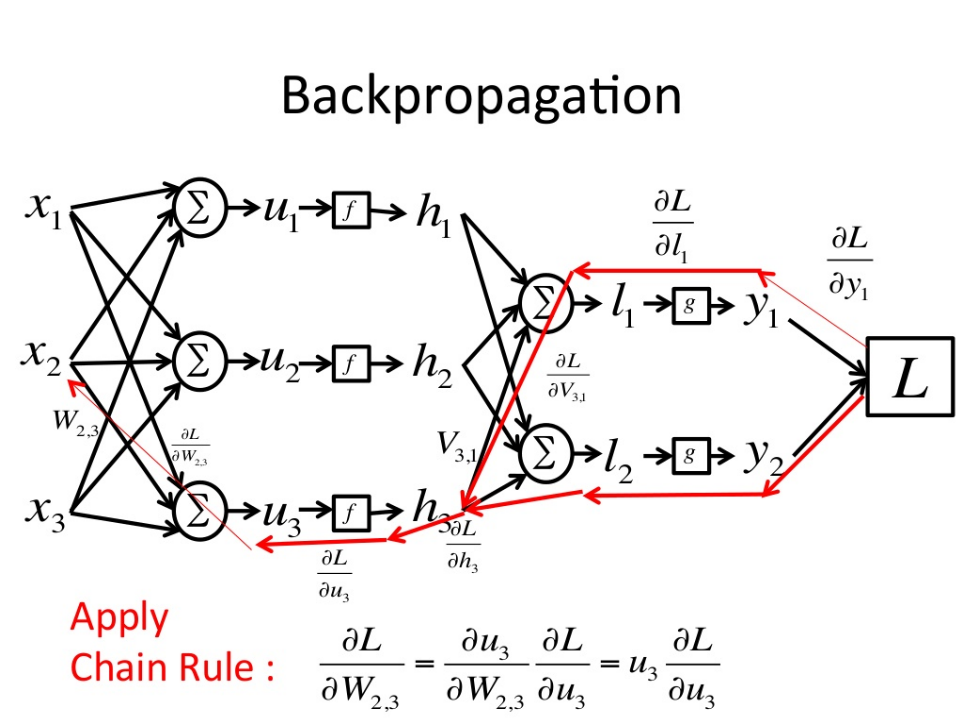 Backpropagation
∂L/∂l₁
∂L/∂y₁
x₁ Σ u₁ f h₁
Σ l₁ g y₁
x₂ Σ u₂ f h₂
∂L/∂V₃,₁
L
W₂,₃ ∂L/∂W₂,₃
V₃,₁ Σ l₂ g y₂
x₃ Σ u₃ f h₃
∂L/∂h₃
∂L/∂u₃
Apply
Chain Rule : ∂L/∂W₂,₃ = ∂u₃/∂W₂,₃ ∂L/∂u₃ = u₃ ∂L/∂u₃